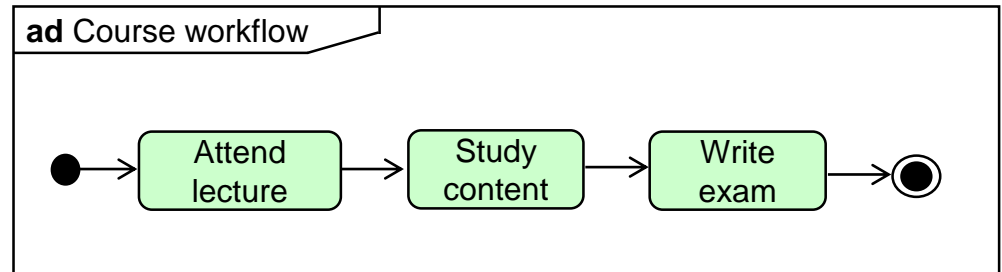 ad Course workflow
Attend
lecture
Study
content
Write
exam